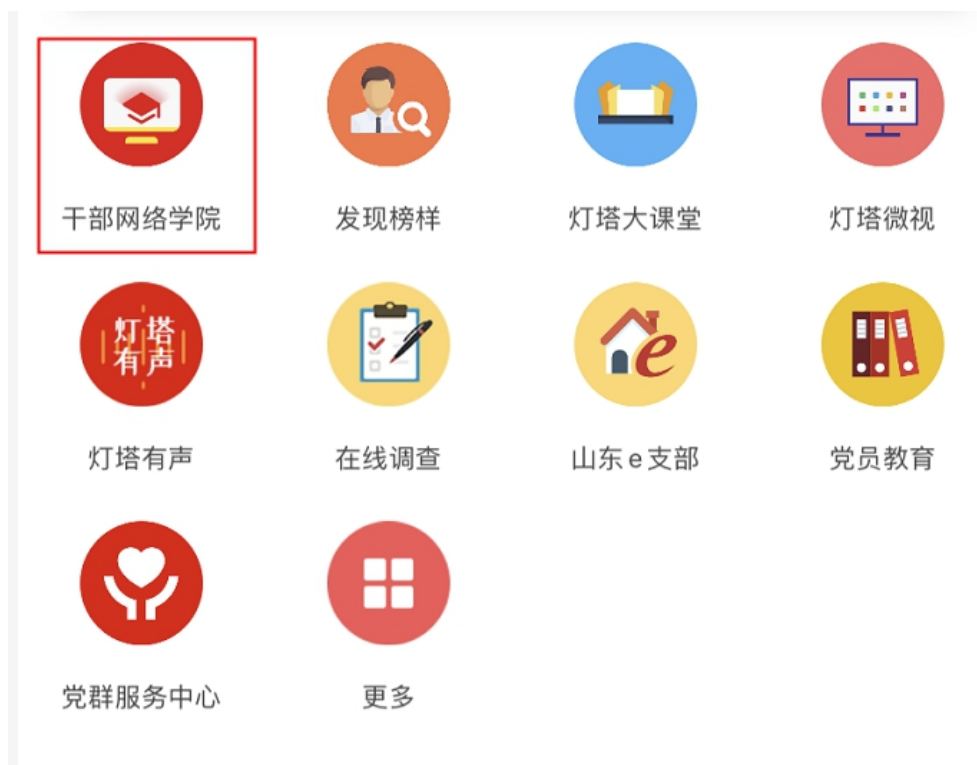 干部网络学院 发现榜样 灯塔大课堂 灯塔微视
灯塔
有声
灯塔有声 在线调查 山东e支部 党员教育
党群服务中心 更多